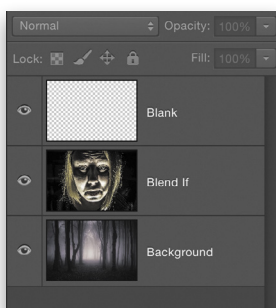 Normal Opacity: 100%
Lock: Fill: 100%
Blank
Blend If
Background